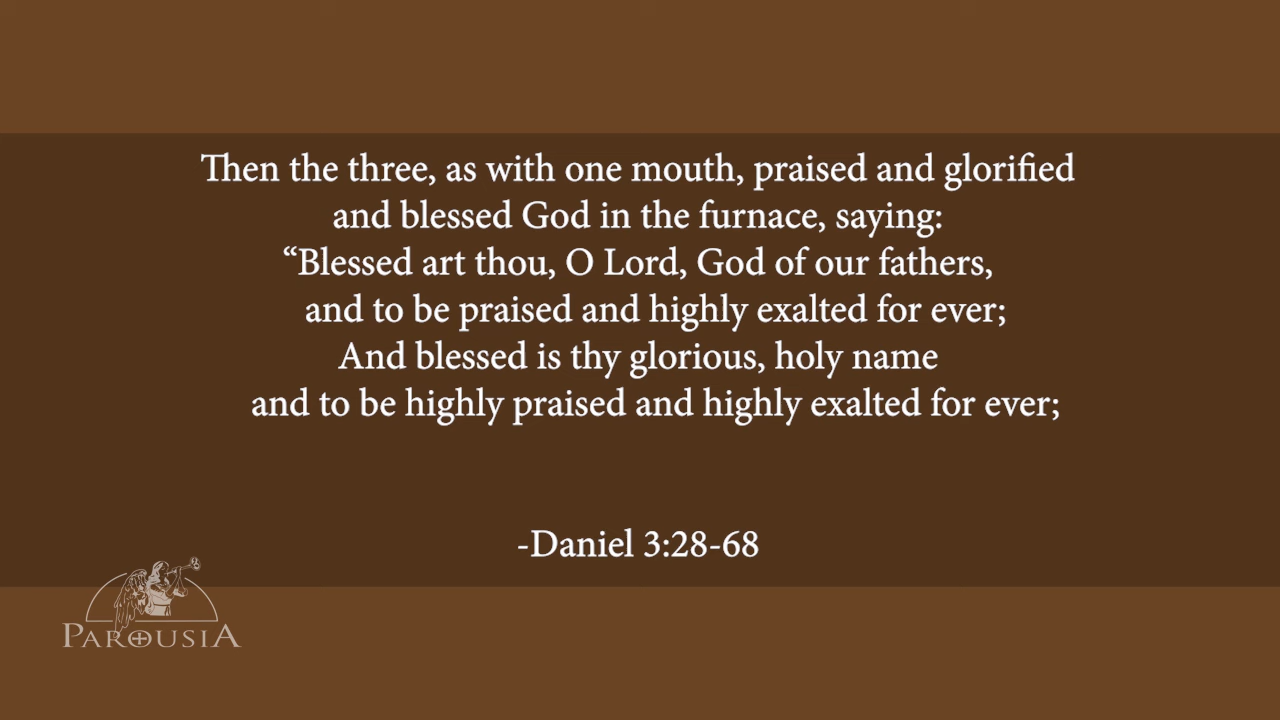 Then the three, as with one mouth, praised and glorified
and blessed God in the furnace, saying:
“Blessed art thou, O Lord, God of our fathers,
and to be praised and highly exalted for ever;
And blessed is thy glorious, holy name
and to be highly praised and highly exalted for ever;
-Daniel 3:28-68
PAROUSIA